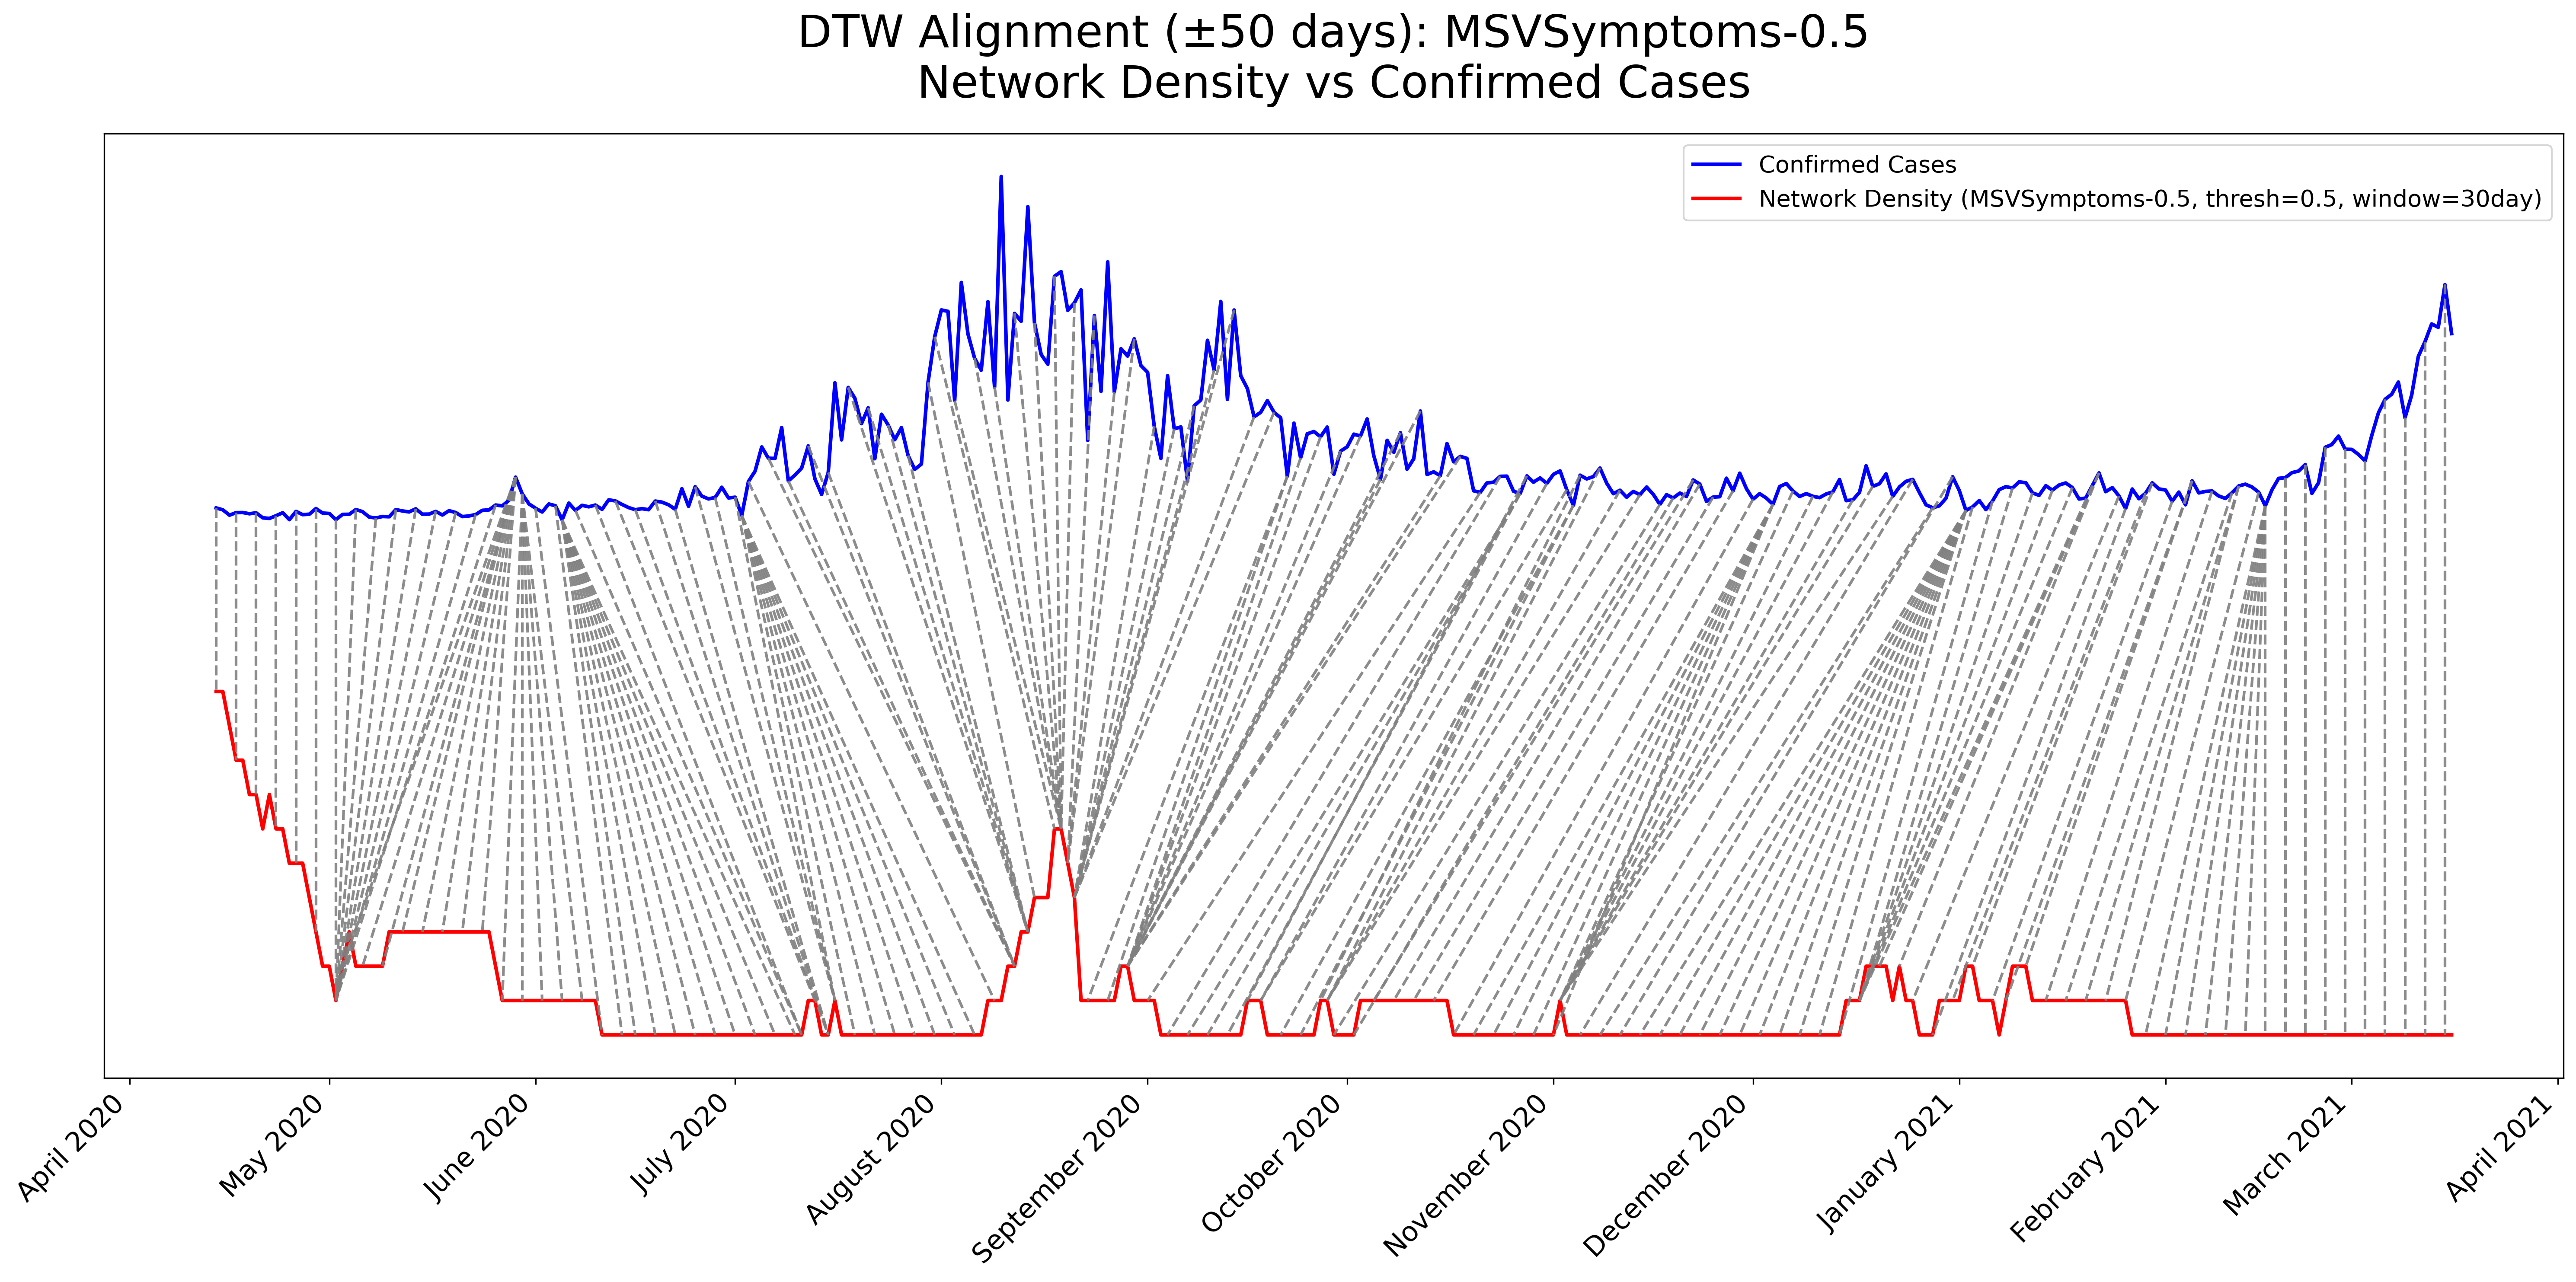 DTW Alignment (±50 days): MSVSymptoms-0.5
Network Density vs Confirmed Cases
Confirmed Cases
Network Density (MSVSymptoms-0.5, thresh=0.5, window=30day)
April 2020
May 2020
June 2020
July 2020
August 2020
September 2020
October 2020
November 2020
December 2020
January 2021
February 2021
March 2021
April 2021